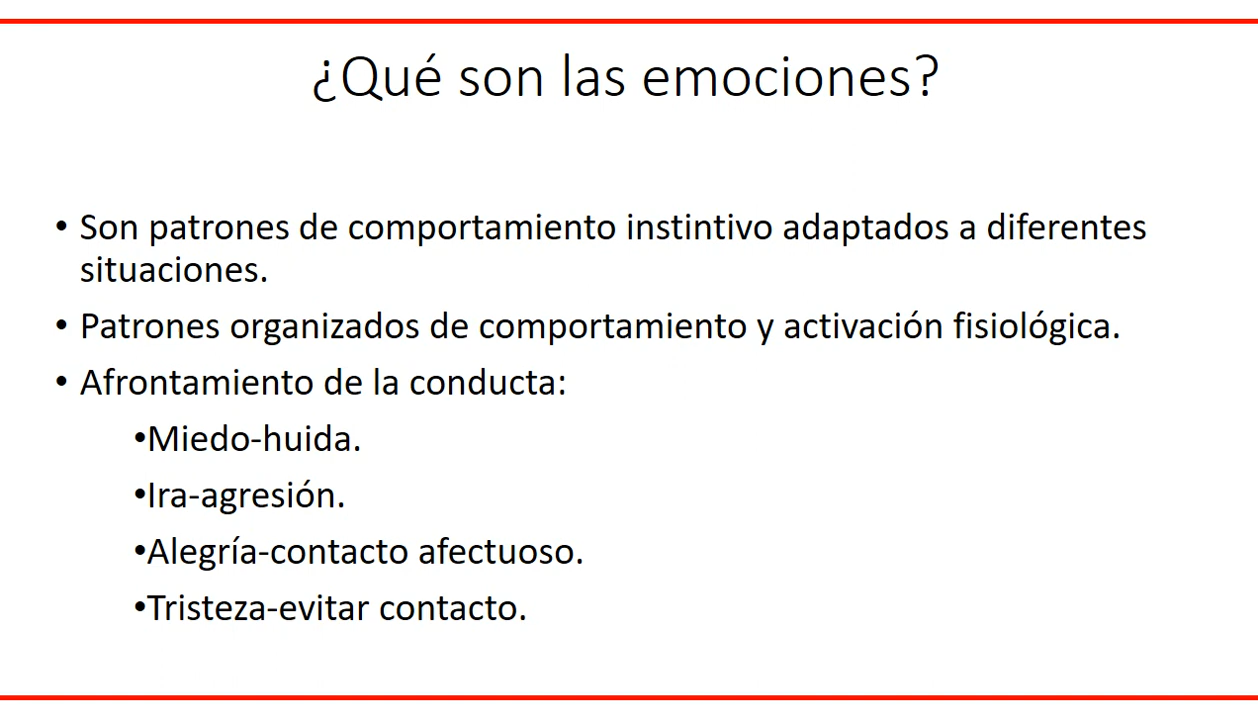 ¿Qué son las emociones?
• Son patrones de comportamiento instintivo adaptados a diferentes
situaciones.
• Patrones organizados de comportamiento y activación fisiológica.
• Afrontamiento de la conducta:
•Miedo-huida.
•Ira-agresión.
•Alegría-contacto afectuoso.
•Tristeza-evitar contacto.